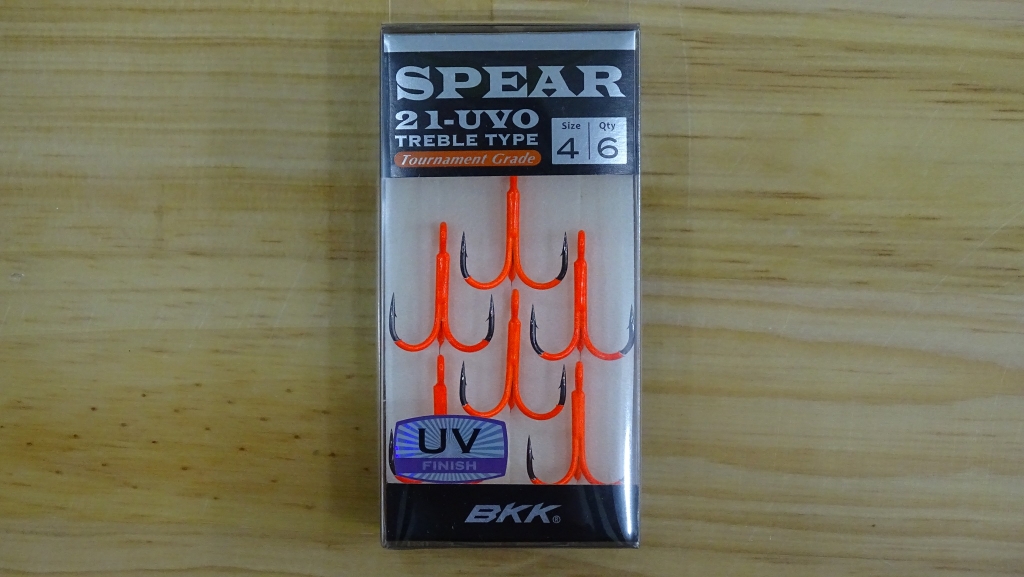 SPEAR
21-UVO
TREBLE TYPE
Tournament Grade
Size Qty
4 6
UV
FINISH
BKK®